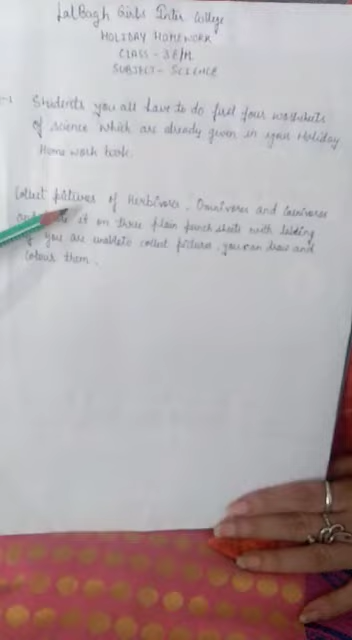 LalBagh Girls Inter College
HOLIDAY HOMEWORK
CLASS - 3E/M
SUBJECT - SCIENCE
Students you all have to do first four worksheets
of science which are already given in your Holiday
Home work book.
Collect pictures of Herbivores, Omnivores and Carnivores
and it on three plain punch sheets with labling
If you are unable to collect pictures, you can draw and
colour them.